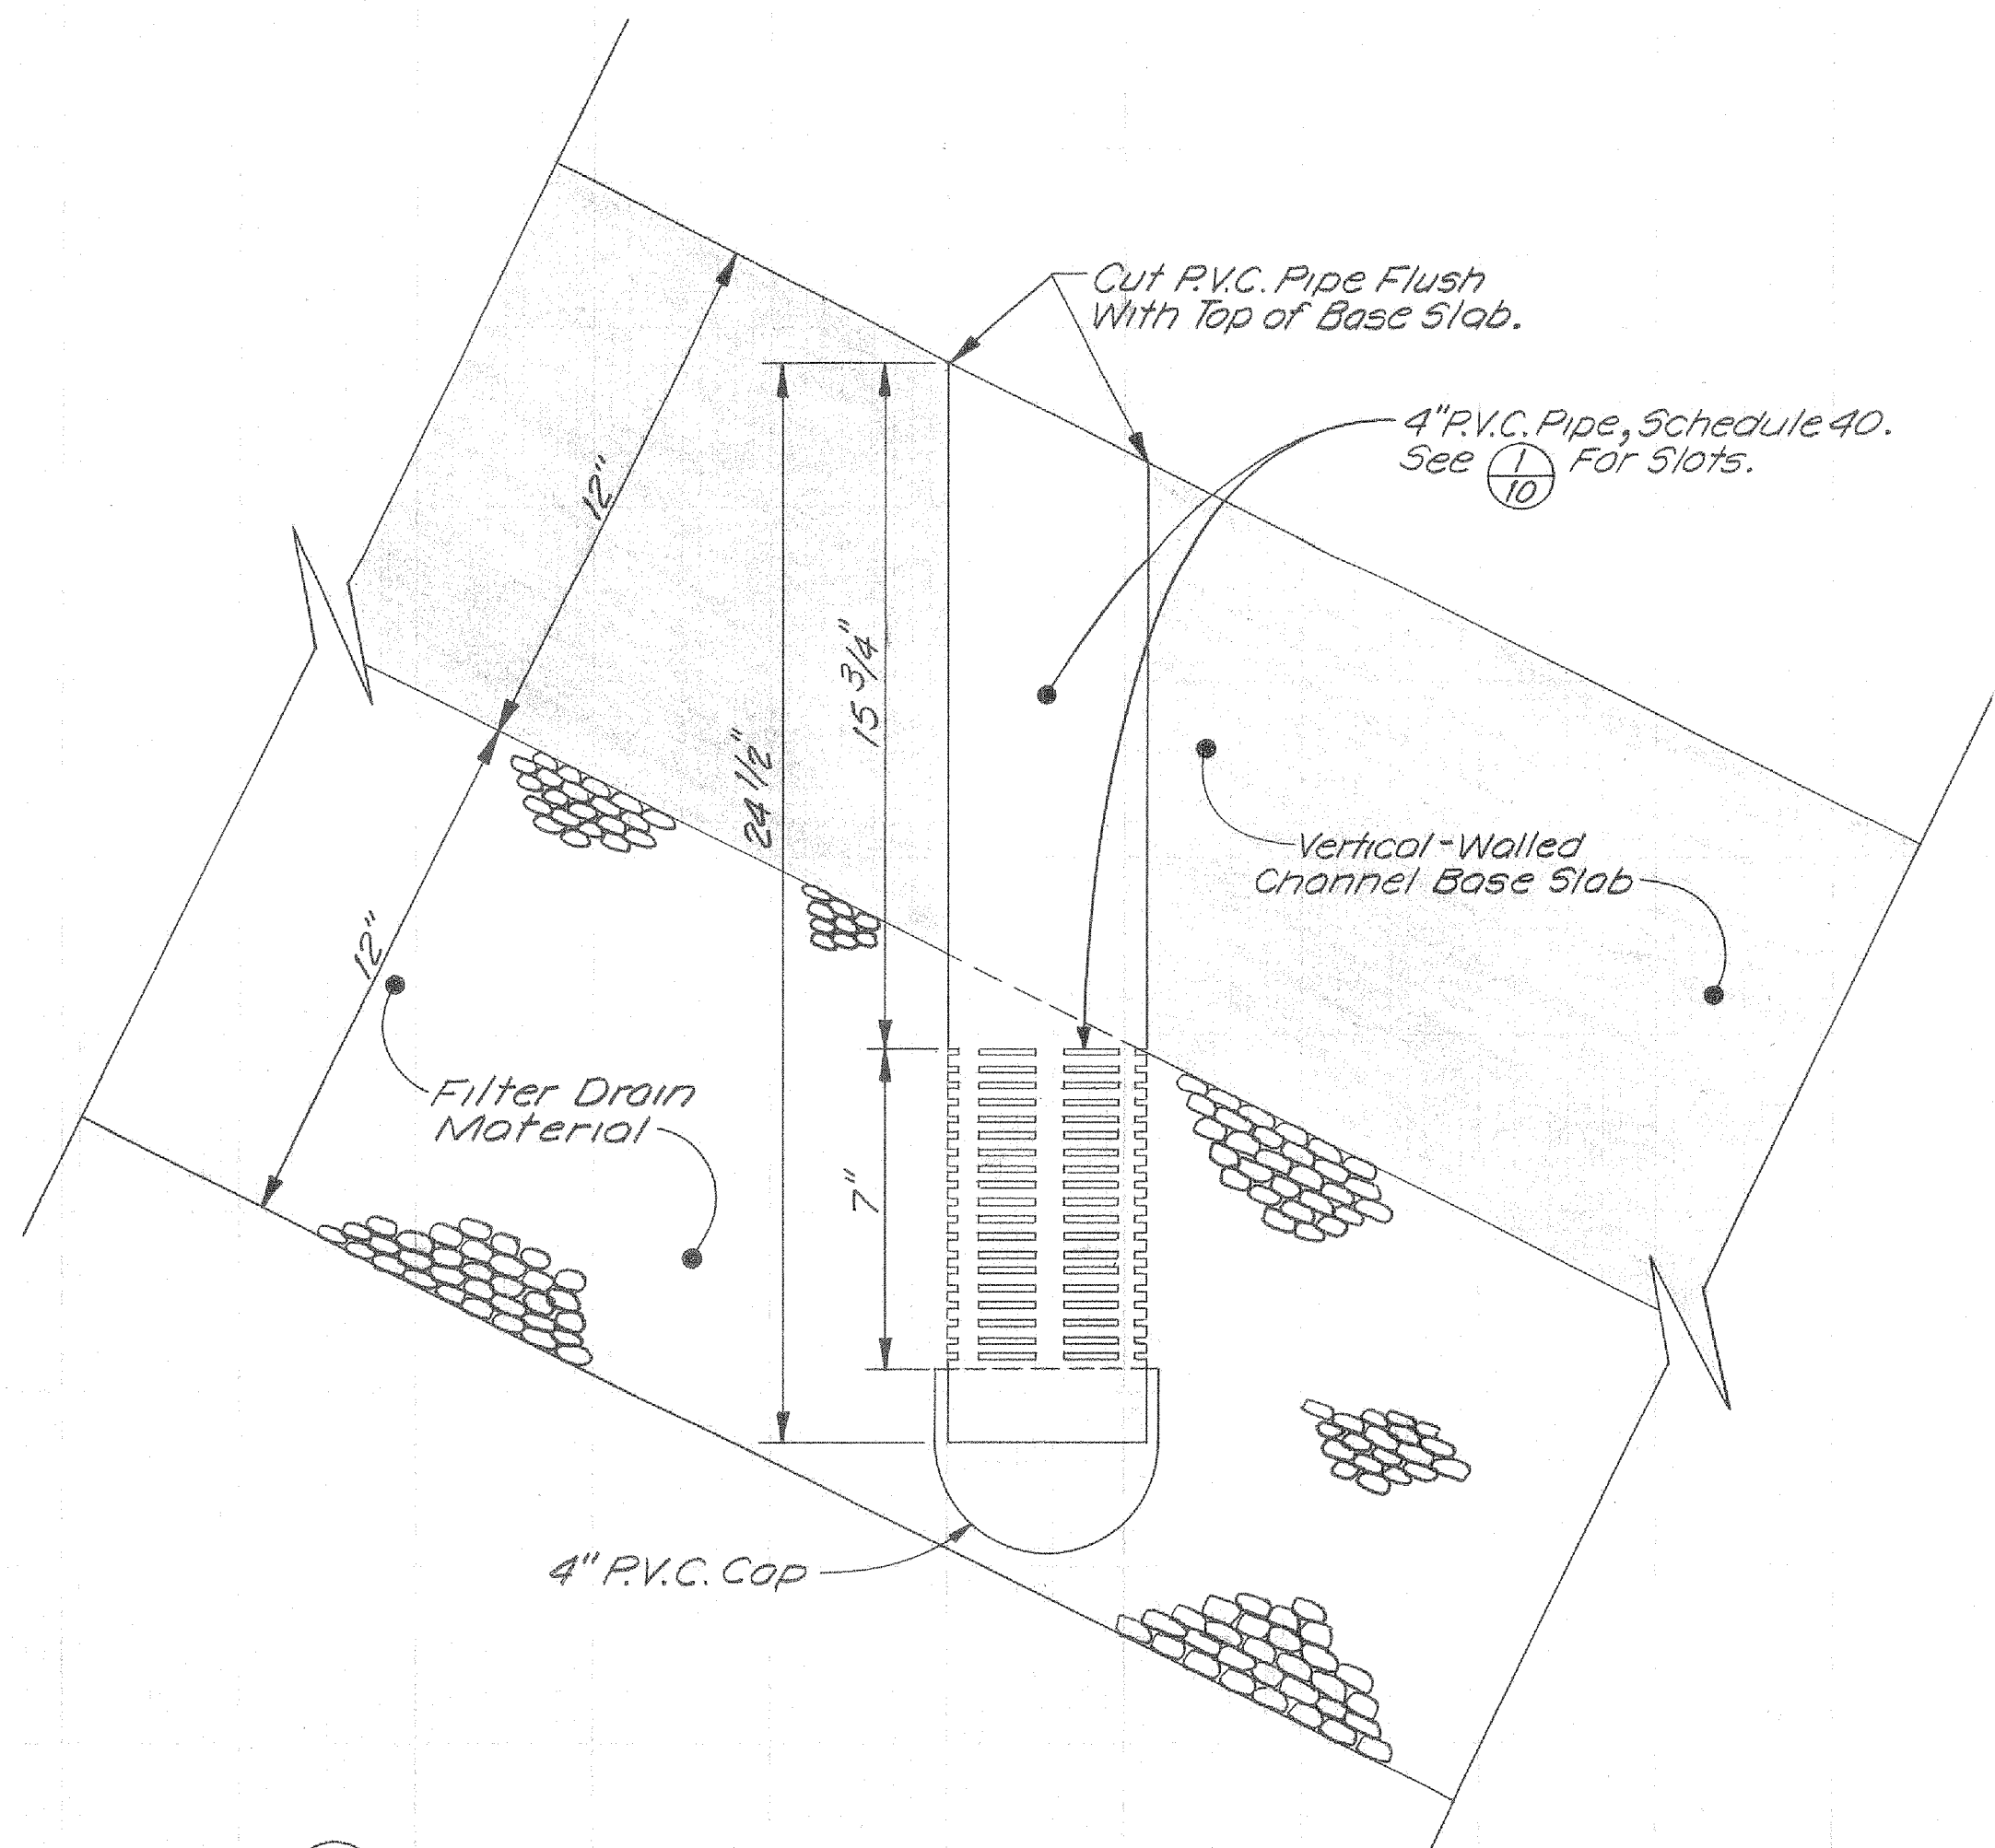 Cut P.V.C. Pipe Flush
With Top of Base Slab.
4" P.V.C. Pipe, Schedule 40.
See 1/10 For Slots.
12"
15 3/4"
24 1/2"
Vertical-Walled
Channel Base Slab
12"
Filter Drain
Material
7"
4" P.V.C. Cap